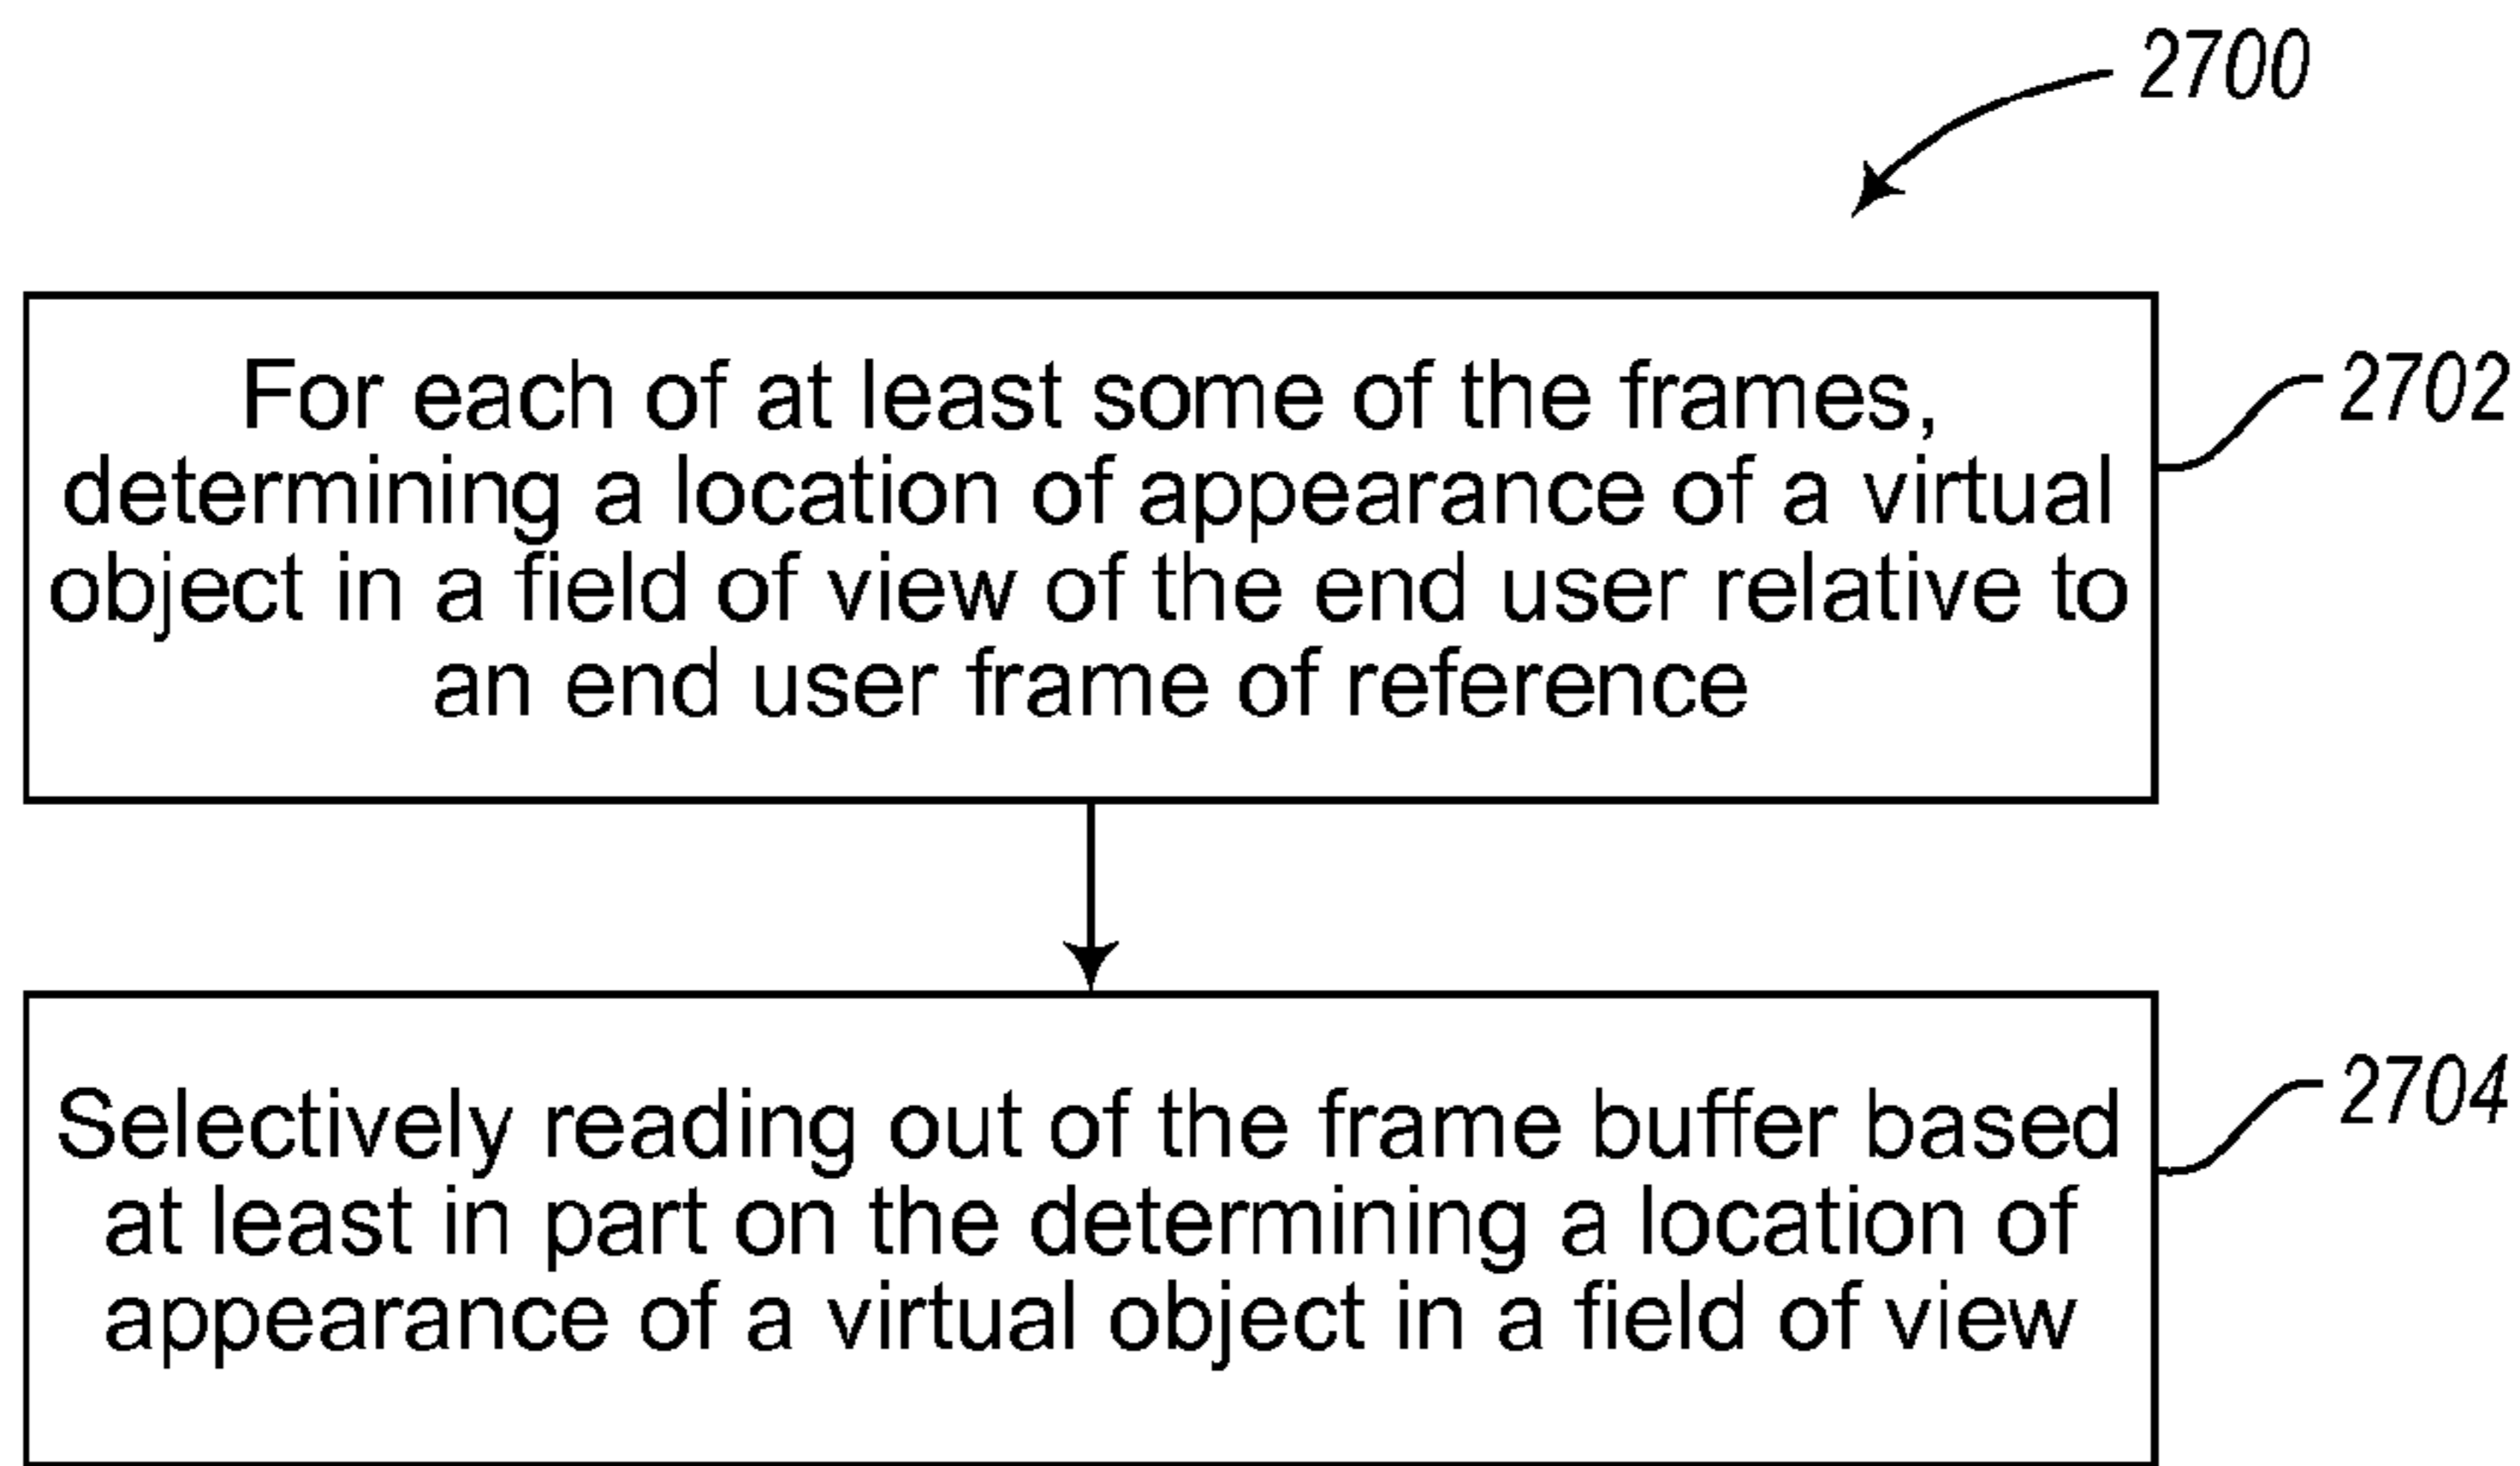 2700
For each of at least some of the frames,
determining a location of appearance of a virtual
object in a field of view of the end user relative to
an end user frame of reference
2702
Selectively reading out of the frame buffer based
at least in part on the determining a location of
appearance of a virtual object in a field of view
2704